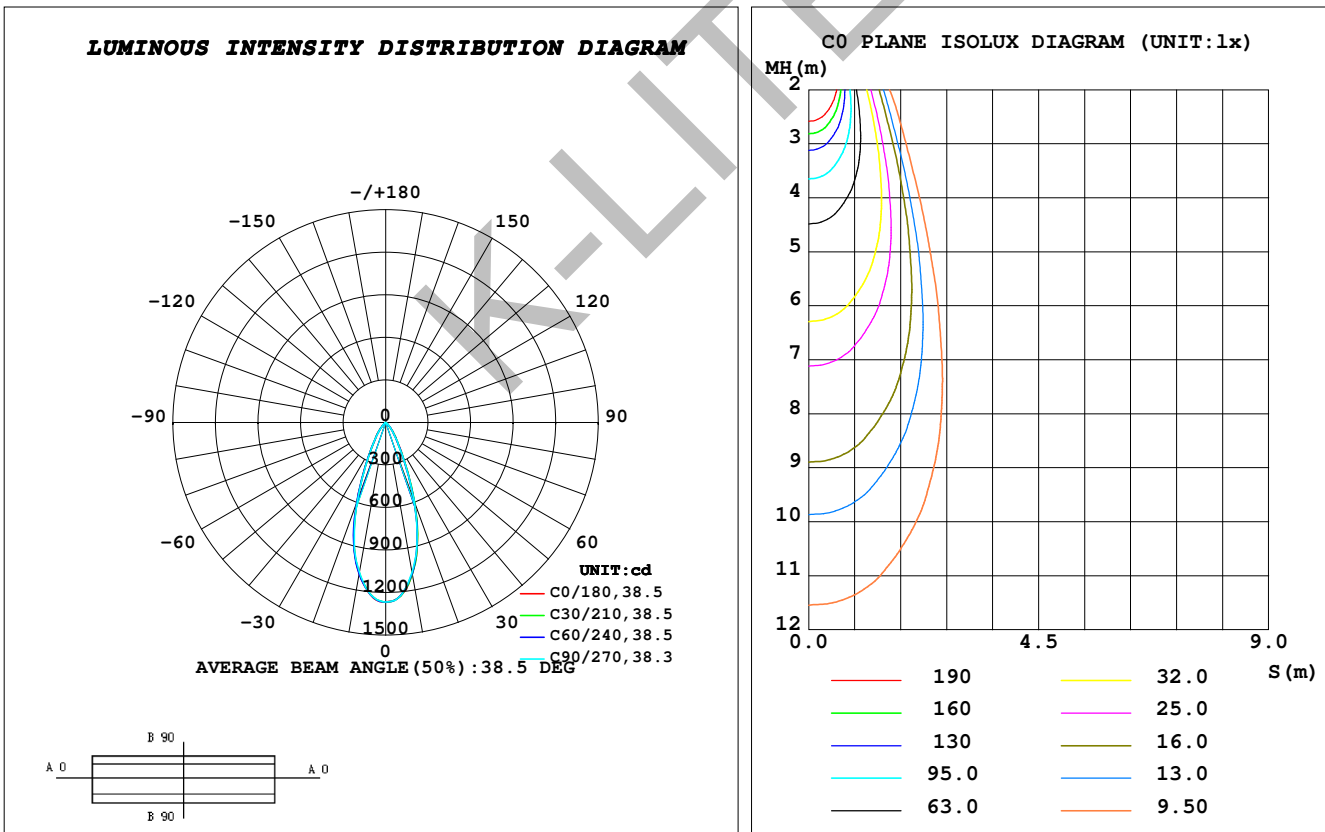 LUMINOUS INTENSITY DISTRIBUTION DIAGRAM
-/+180
-150 150
-120 120
-90 90
-60 60
-30 30
0
0
300
600
900
1200
1500
UNIT:cd
C0/180,38.5
C30/210,38.5
C60/240,38.5
C90/270,38.3
AVERAGE BEAM ANGLE(50%):38.5 DEG
B 90
A 0 A 0
B 90
C0 PLANE ISOLUX DIAGRAM (UNIT:lx)
MH(m)
2
3
4
5
6
7
8
9
10
11
12
0.0 4.5 9.0
S(m)
190 32.0
160 25.0
130 16.0
95.0 13.0
63.0 9.50
K-LITE